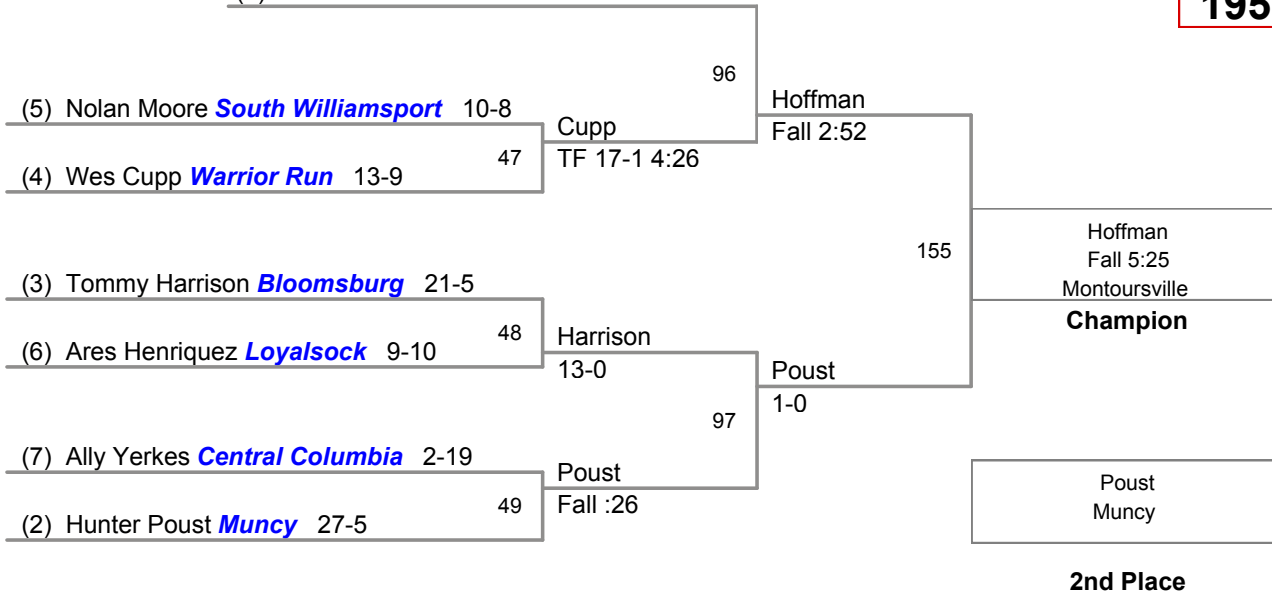 195
96
(5) Nolan Moore South Williamsport 10-8
Hoffman
Cupp
Fall 2:52
47
TF 17-1 4:26
(4) Wes Cupp Warrior Run 13-9
155
Hoffman
Fall 5:25
Montoursville
(3) Tommy Harrison Bloomsburg 21-5
Champion
48
Harrison
(6) Ares Henriquez Loyalsock 9-10
13-0
Poust
1-0
97
(7) Ally Yerkes Central Columbia 2-19
Poust
49
Fall :26
(2) Hunter Poust Muncy 27-5
Poust
Muncy
2nd Place